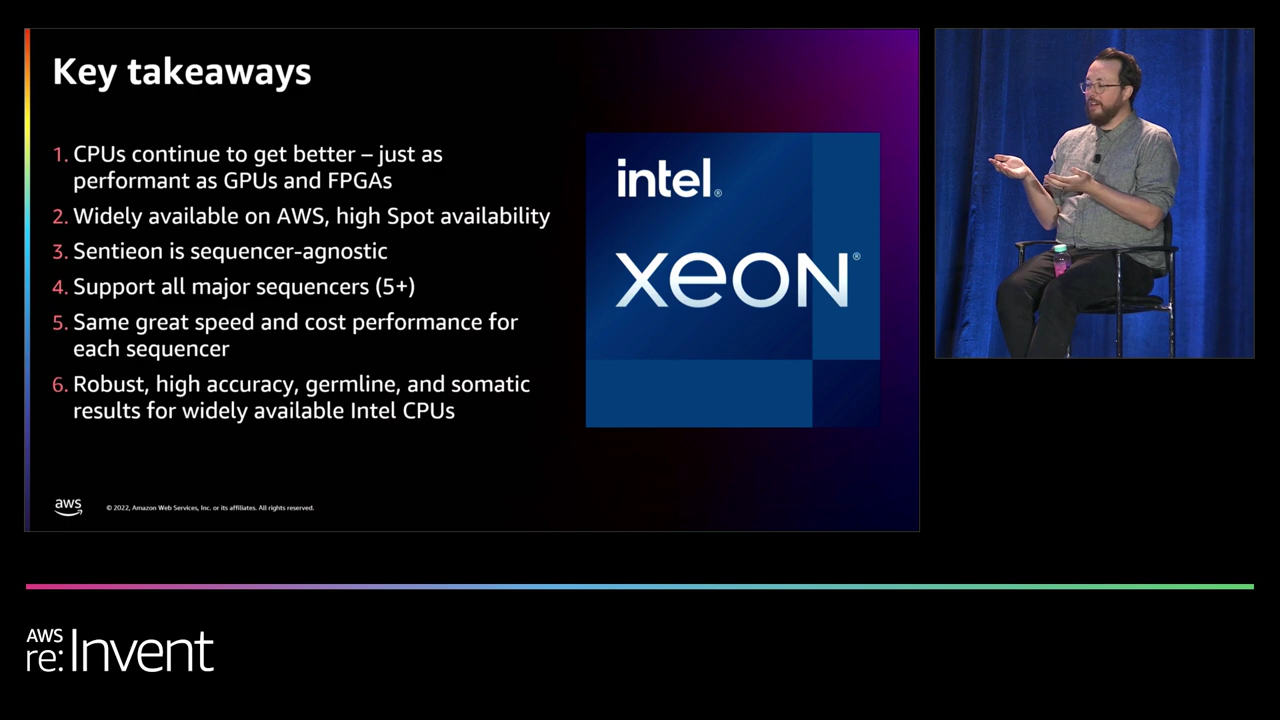 Key takeaways
1. CPUs continue to get better – just as
performant as GPUs and FPGAs
2. Widely available on AWS, high Spot availability
3. Sentieon is sequencer-agnostic
4. Support all major sequencers (5+)
5. Same great speed and cost performance for
each sequencer
6. Robust, high accuracy, germline, and somatic
results for widely available Intel CPUs
intel®
xeon®
aws
© 2022, Amazon Web Services, Inc. or its affiliates. All rights reserved.
AWS
re:Invent